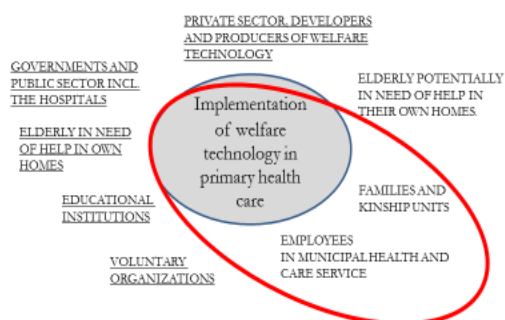 PRIVATE SECTOR, DEVELOPERS
AND PRODUCERS OF WELFARE
TECHNOLOGY
GOVERNMENTS AND
PUBLIC SECTOR INCL.
THE HOSPITALS
ELDERLY POTENTIALLY
IN NEED OF HELP IN
THEIR OWN HOMES.
Implementation
of welfare
technology in
primary health
care
ELDERLY IN NEED
OF HELP IN OWN
HOMES
EDUCATIONAL
INSTITUTIONS
FAMILIES AND
KINSHIP UNITS
EMPLOYEES
IN MUNICIPAL HEALTH AND
CARE SERVICE
VOLUNTARY
ORGANIZATIONS